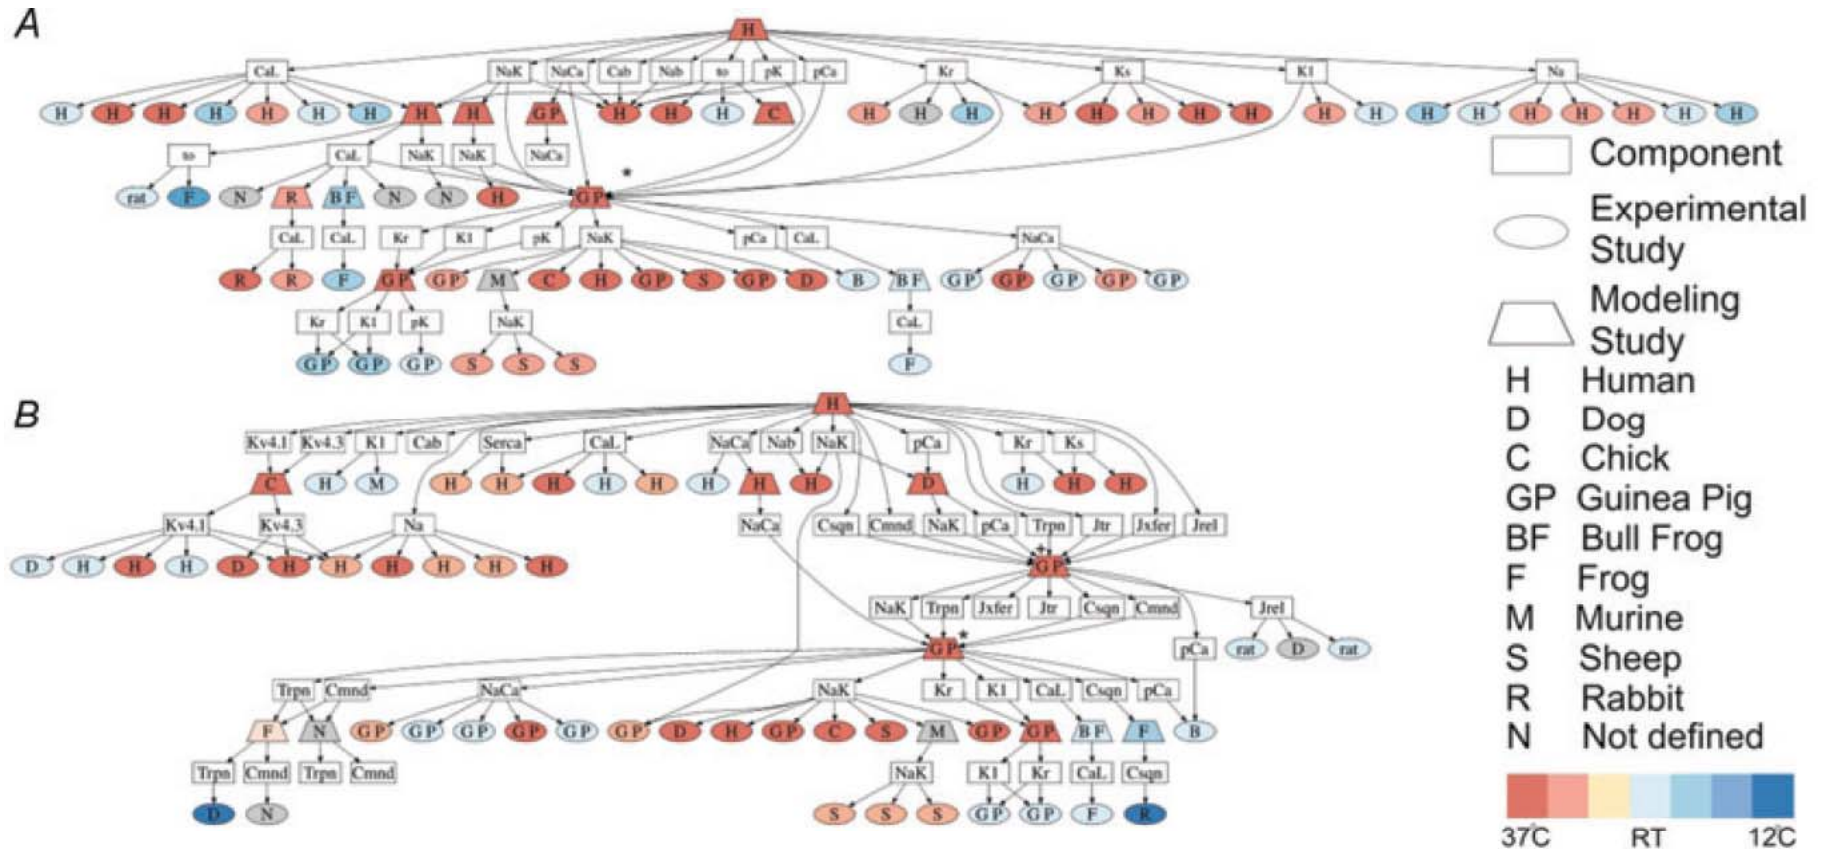 A
H
CaL NaK NaCa Cab Nab to pK pCa Kr Ks K1 Na
H H H H H H H H H GP H H H C H H H H H H H H H H H H H H H H H
to CaL NaK NaK NaCa
*
rat F N R BF N N H GP
CaL CaL Kr K1 pK NaK pCa CaL NaCa
R R F GP GP M C H GP S GP D B BF GP GP GP GP GP
Kr K1 pK NaK CaL
GP GP GP S S S F
B
H
Kv4.1 Kv4.3 K1 Cab Serca CaL NaCa Nab NaK pCa Kr Ks
C H M H H H H H H H H D H H H
Kv4.1 Kv4.3 Na NaCa Csqn Cmnd NaK pCa Trpn Jtr Jxfer Jrel
D H H H D H H H H H H GP
NaK Trpn Jxfer Jtr Csqn Cmnd Jrel
*
GP pCa rat D rat
Trpn Cmnd NaCa NaK Kr K1 CaL Csqn pCa
F N GP GP GP GP GP GP D H GP C S M GP GP BF F B
Trpn Cmnd Trpn Cmnd NaK K1 Kr CaL Csqn
D N S S S GP GP F R
Component
Experimental
Study
Modeling
Study
H Human
D Dog
C Chick
GP Guinea Pig
BF Bull Frog
F Frog
M Murine
S Sheep
R Rabbit
N Not defined
37°C RT 12°C